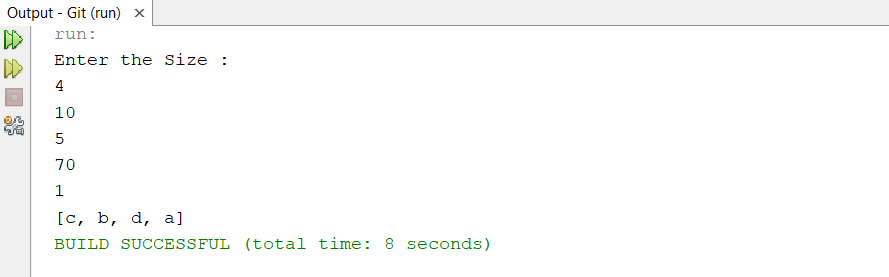 Output - Git (run) ×
run:
Enter the Size :
4
10
5
70
1
[c, b, d, a]
BUILD SUCCESSFUL (total time: 8 seconds)